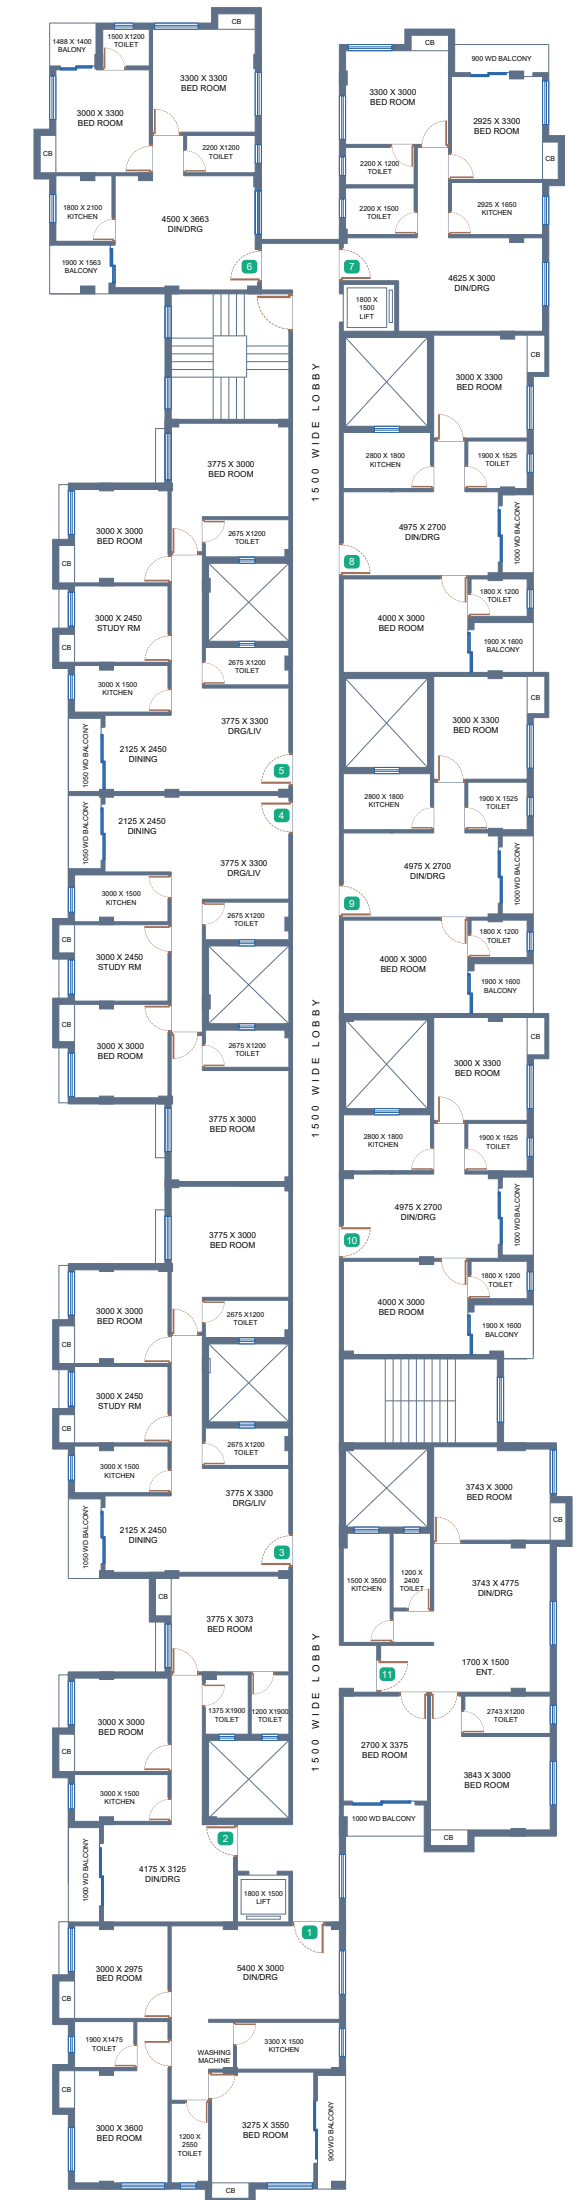 CB
1488 X 1400
BALONY
1500 X1200
TOILET
3300 X 3300
BED ROOM
3000 X 3300
BED ROOM
CB
2200 X1200
TOILET
1800 X 2100
KITCHEN
4500 X 3663
DIN/DRG
1900 X 1563
BALCONY
6
CB
900 WD BALCONY
3300 X 3000
BED ROOM
2925 X 3300
BED ROOM
CB
2200 X 1200
TOILET
2200 X 1500
TOILET
2925 X 1650
KITCHEN
7
4625 X 3000
DIN/DRG
1800 X
1500
LIFT
1500 WIDE LOBBY
CB
3000 X 3300
BED ROOM
2800 X 1800
KITCHEN
1900 X 1525
TOILET
4975 X 2700
DIN/DRG
1000 WD BALCONY
8
4000 X 3000
BED ROOM
1800 X 1200
TOILET
1900 X 1600
BALCONY
3775 X 3000
BED ROOM
3000 X 3000
BED ROOM
2675 X1200
TOILET
CB
3000 X 2450
STUDY RM
CB
2675 X1200
TOILET
3000 X 1500
KITCHEN
3775 X 3300
DRG/LIV
2125 X 2450
DINING
1050 WD BALCONY
5
CB
3000 X 3300
BED ROOM
2800 X 1800
KITCHEN
1900 X 1525
TOILET
4975 X 2700
DIN/DRG
1000 WD BALCONY
9
4000 X 3000
BED ROOM
1800 X 1200
TOILET
1900 X 1600
BALCONY
4
2125 X 2450
DINING
1050 WD BALCONY
3775 X 3300
DRG/LIV
3000 X 1500
KITCHEN
2675 X1200
TOILET
CB
3000 X 2450
STUDY RM
CB
3000 X 3000
BED ROOM
2675 X1200
TOILET
3775 X 3000
BED ROOM
1500 WIDE LOBBY
CB
3000 X 3300
BED ROOM
2800 X 1800
KITCHEN
1900 X 1525
TOILET
4975 X 2700
DIN/DRG
1000 WD BALCONY
10
4000 X 3000
BED ROOM
1800 X 1200
TOILET
1900 X 1600
BALCONY
3775 X 3000
BED ROOM
3000 X 3000
BED ROOM
2675 X1200
TOILET
CB
3000 X 2450
STUDY RM
CB
2675 X1200
TOILET
3000 X 1500
KITCHEN
3775 X 3300
DRG/LIV
2125 X 2450
DINING
1050 WD BALCONY
3
3743 X 3000
BED ROOM
CB
1500 X 3500
KITCHEN
1200 X
2400
TOILET
3743 X 4775
DIN/DRG
1700 X 1500
ENT.
11
2743 X1200
TOILET
2700 X 3375
BED ROOM
3843 X 3000
BED ROOM
1000 WD BALCONY
CB
1500 WIDE LOBBY
CB
3775 X 3073
BED ROOM
3000 X 3000
BED ROOM
1375 X1900
TOILET
1200 X1900
TOILET
CB
3000 X 1500
KITCHEN
2
4175 X 3125
DIN/DRG
1000 WD BALCONY
1800 X 1500
LIFT
1
3000 X 2975
BED ROOM
5400 X 3000
DIN/DRG
CB
1900 X1475
TOILET
WASHING
MACHINE
3300 X 1500
KITCHEN
CB
3000 X 3600
BED ROOM
1200 X
2550
TOILET
3275 X 3550
BED ROOM
900 WD BALCONY
CB